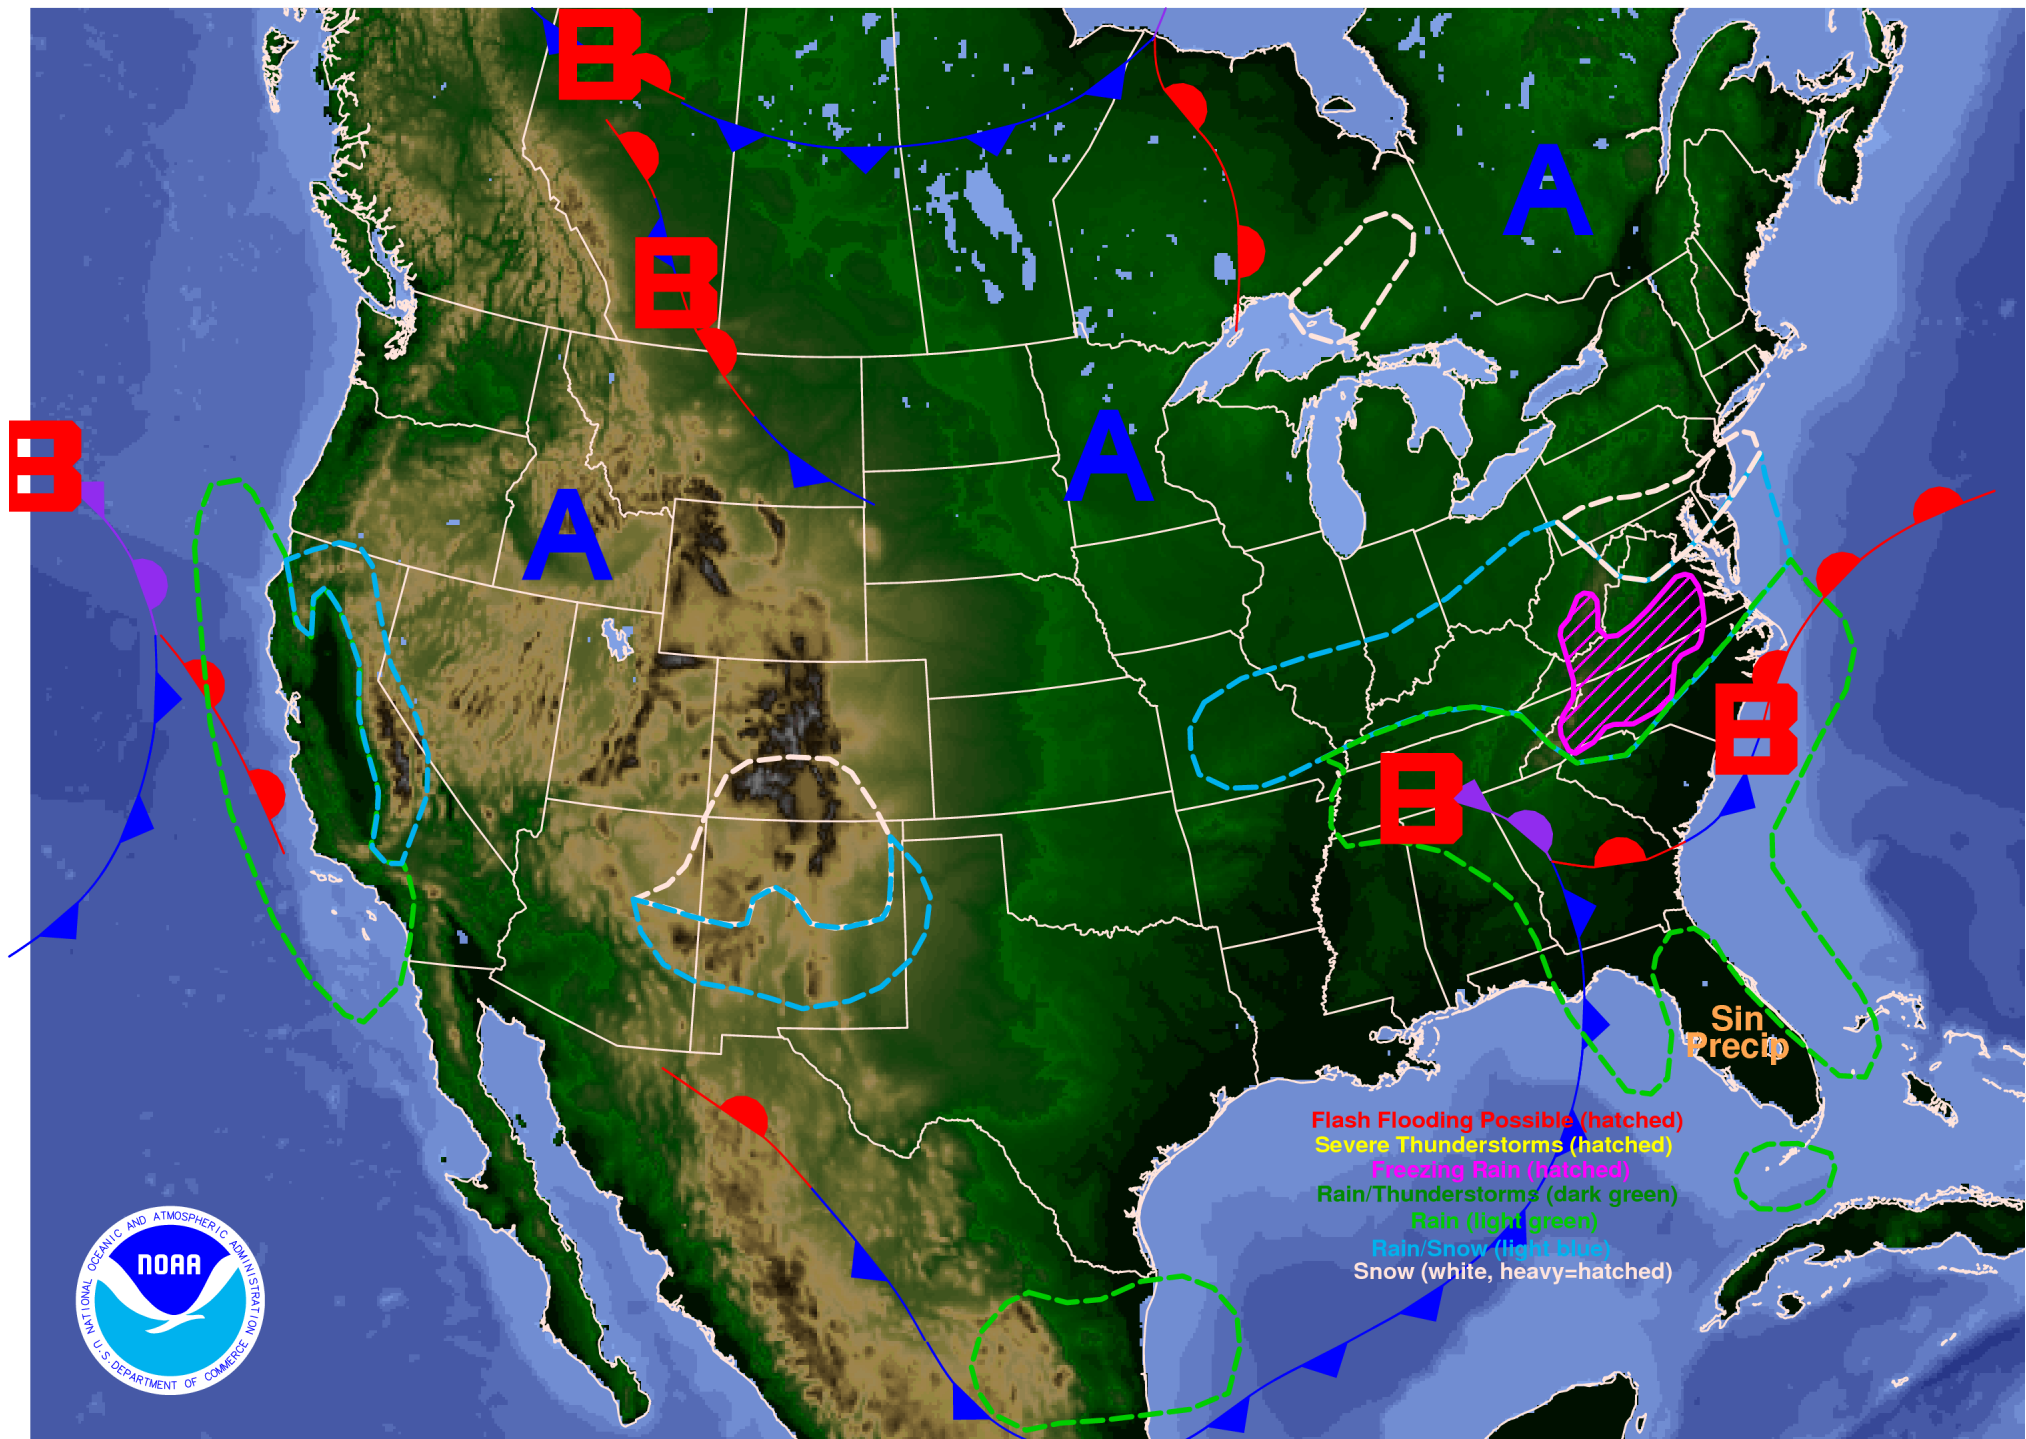 B
A
B
A
B
A
B
B
Sin
Precip
Flash Flooding Possible (hatched)
Severe Thunderstorms (hatched)
Freezing Rain (hatched)
Rain/Thunderstorms (dark green)
Rain (light green)
Rain/Snow (light blue)
Snow (white, heavy=hatched)
NATIONAL OCEANIC AND ATMOSPHERIC ADMINISTRATION
NOAA
U.S. DEPARTMENT OF COMMERCE